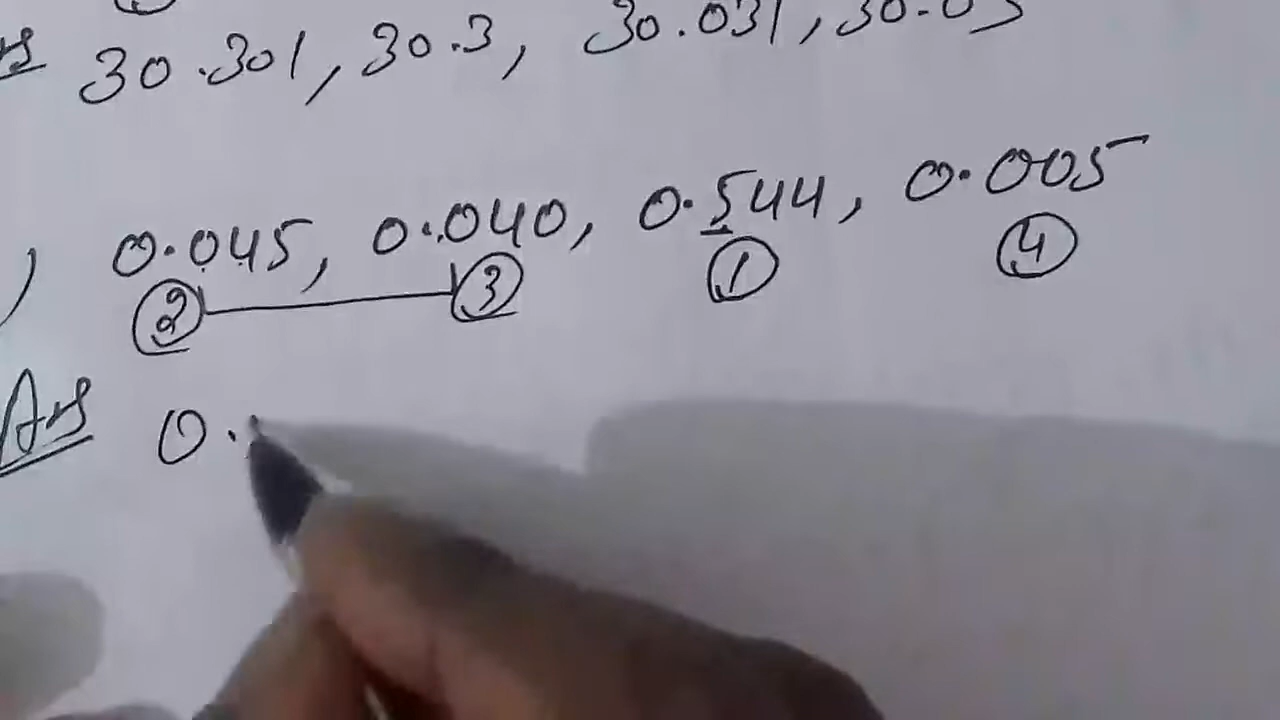 Ans 30.301, 30.3, 30.031, 30.03
, 0.045, 0.040, 0.544, 0.005
2 3 1 4
Ans 0.